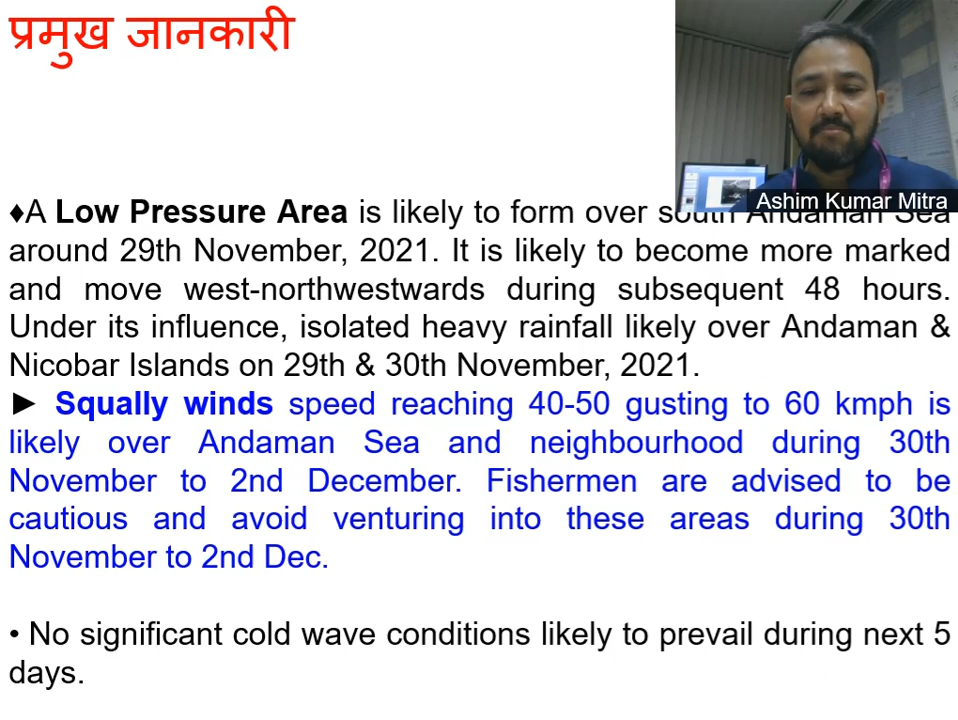 प्रमुख जानकारी
Ashim Kumar Mitra
♦A Low Pressure Area is likely to form over south Andaman Sea
around 29th November, 2021. It is likely to become more marked
and move west-northwestwards during subsequent 48 hours.
Under its influence, isolated heavy rainfall likely over Andaman &
Nicobar Islands on 29th & 30th November, 2021.
► Squally winds speed reaching 40-50 gusting to 60 kmph is
likely over Andaman Sea and neighbourhood during 30th
November to 2nd December. Fishermen are advised to be
cautious and avoid venturing into these areas during 30th
November to 2nd Dec.
• No significant cold wave conditions likely to prevail during next 5
days.